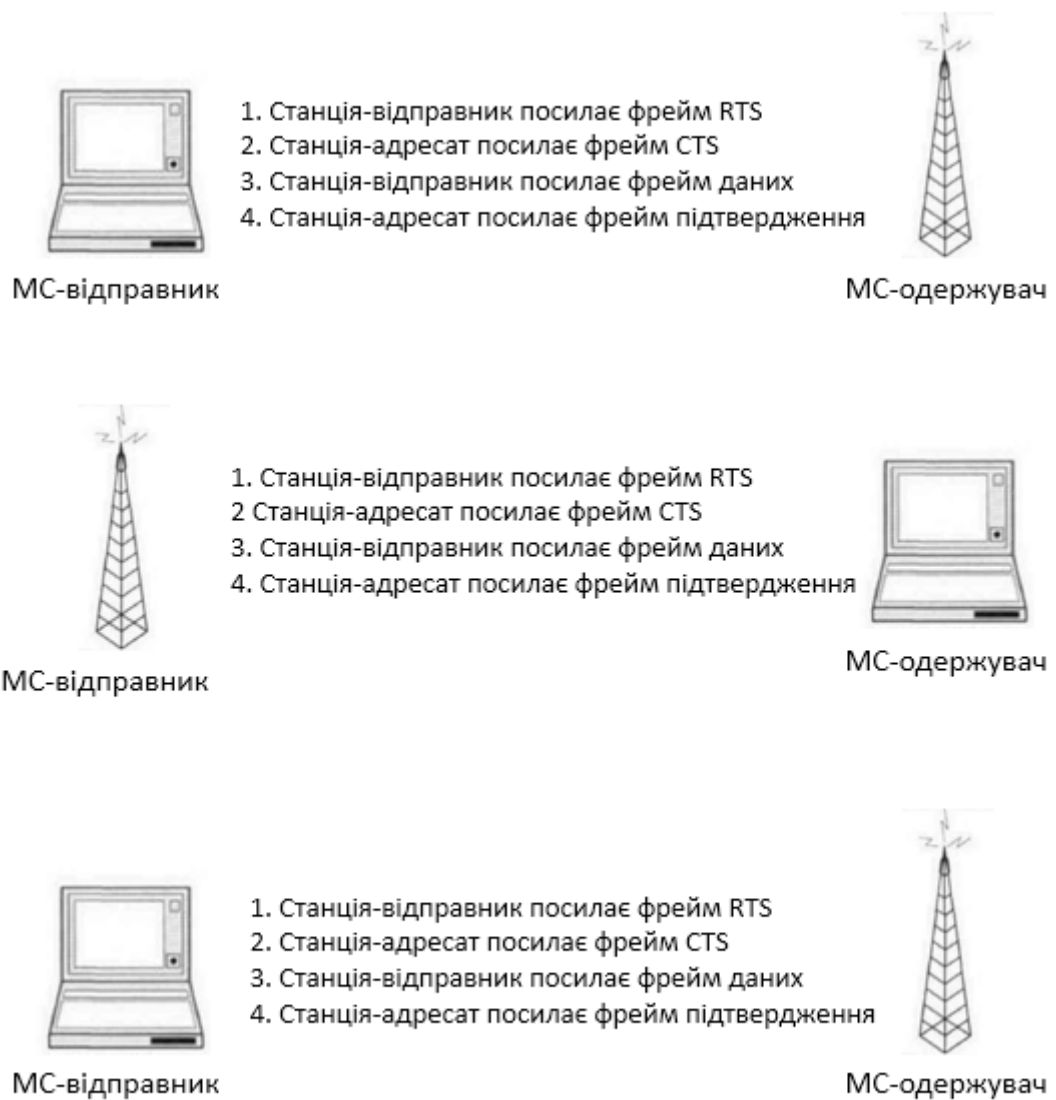 1. Станція-відправник посилає фрейм RTS
2. Станція-адресат посилає фрейм CTS
3. Станція-відправник посилає фрейм даних
4. Станція-адресат посилає фрейм підтвердження
МС-відправник
МС-одержувач
1. Станція-відправник посилає фрейм RTS
2 Станція-адресат посилає фрейм CTS
3. Станція-відправник посилає фрейм даних
4. Станція-адресат посилає фрейм підтвердження
МС-відправник
МС-одержувач
1. Станція-відправник посилає фрейм RTS
2. Станція-адресат посилає фрейм CTS
3. Станція-відправник посилає фрейм даних
4. Станція-адресат посилає фрейм підтвердження
МС-відправник
МС-одержувач